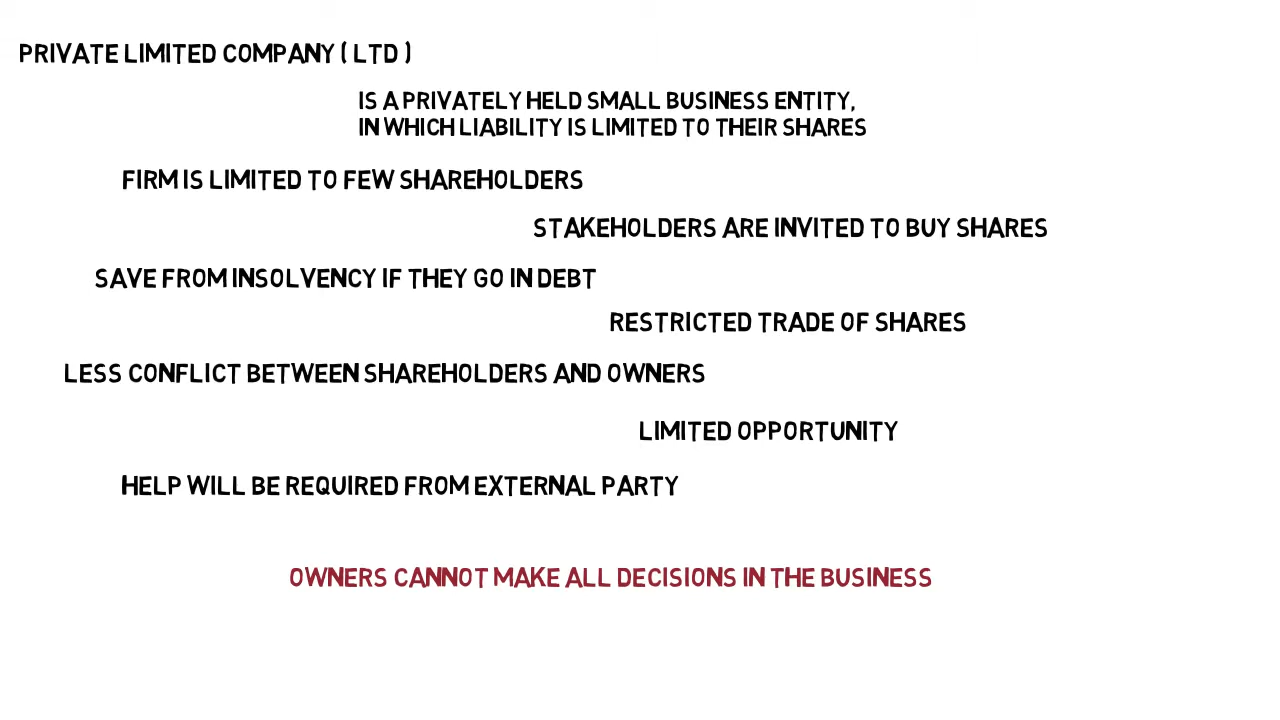 PRIVATE LIMITED COMPANY ( LTD )
IS A PRIVATELY HELD SMALL BUSINESS ENTITY,
IN WHICH LIABILITY IS LIMITED TO THEIR SHARES
FIRM IS LIMITED TO FEW SHAREHOLDERS
STAKEHOLDERS ARE INVITED TO BUY SHARES
SAVE FROM INSOLVENCY IF THEY GO IN DEBT
RESTRICTED TRADE OF SHARES
LESS CONFLICT BETWEEN SHAREHOLDERS AND OWNERS
LIMITED OPPORTUNITY
HELP WILL BE REQUIRED FROM EXTERNAL PARTY
OWNERS CANNOT MAKE ALL DECISIONS IN THE BUSINESS